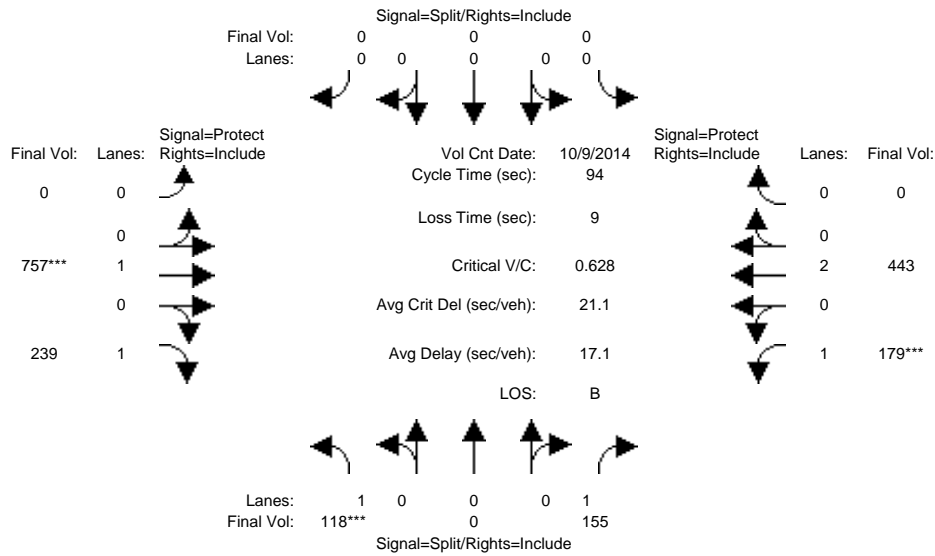 Signal=Split/Rights=Include
Final Vol: 0 0 0
Lanes: 0 0 0 0 0
Signal=Protect Signal=Protect
Final Vol: Lanes: Rights=Include Vol Cnt Date: 10/9/2014 Rights=Include Lanes: Final Vol:
Cycle Time (sec): 94
0 0 0 0
Loss Time (sec): 9
0 0
757*** 1 Critical V/C: 0.628 2 443
0 Avg Crit Del (sec/veh): 21.1 0
239 1 Avg Delay (sec/veh): 17.1 1 179***
LOS: B
Lanes: 1 0 0 0 1
Final Vol: 118*** 0 155
Signal=Split/Rights=Include